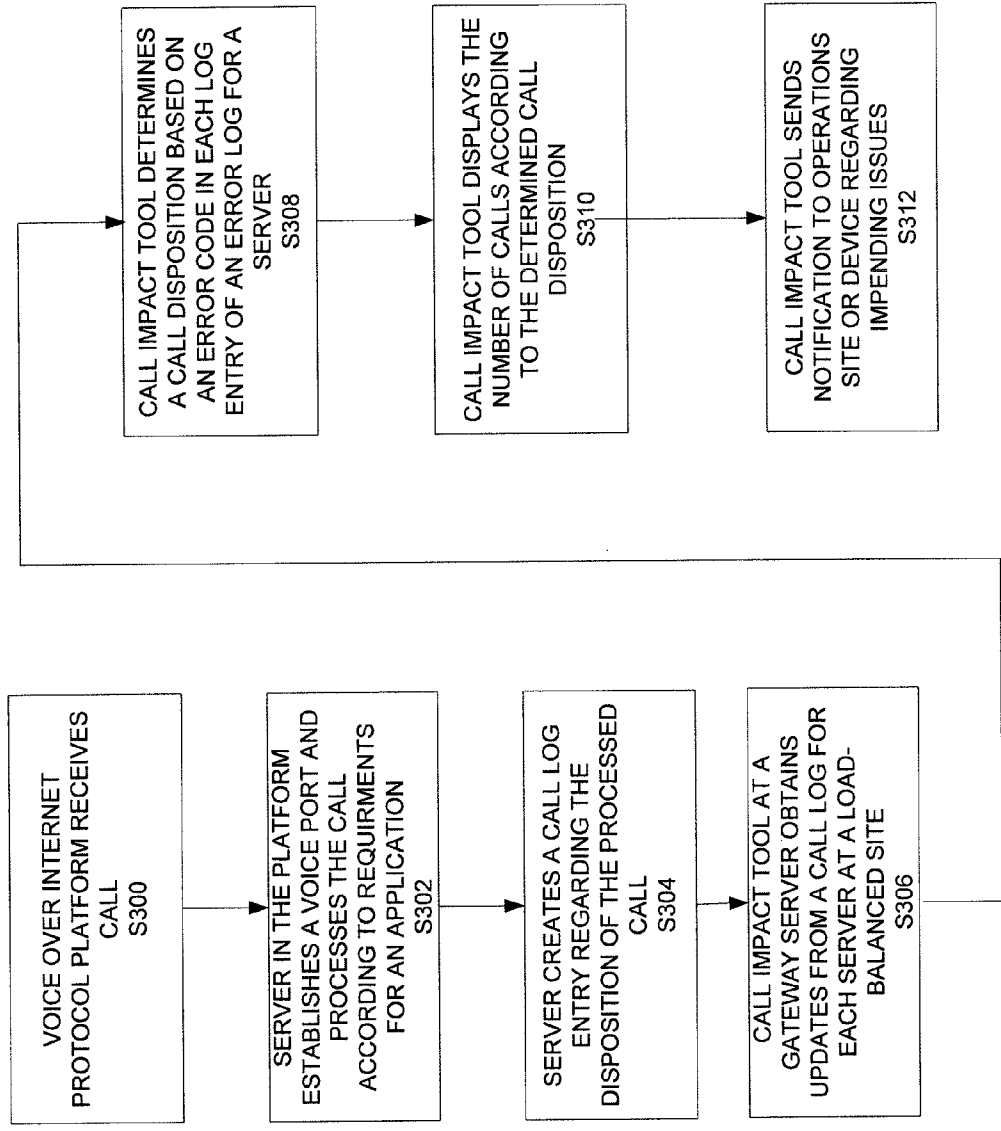 VOICE OVER INTERNET
PROTOCOL PLATFORM RECEIVES
CALL
S300
SERVER IN THE PLATFORM
ESTABLISHES A VOICE PORT AND
PROCESSES THE CALL
ACCORDING TO REQUIRMENTS
FOR AN APPLICATION
S302
SERVER CREATES A CALL LOG
ENTRY REGARDING THE
DISPOSITION OF THE PROCESSED
CALL
S304
CALL IMPACT TOOL AT A
GATEWAY SERVER OBTAINS
UPDATES FROM A CALL LOG FOR
EACH SERVER AT A LOAD-
BALANCED SITE
S306
CALL IMPACT TOOL DETERMINES
A CALL DISPOSITION BASED ON
AN ERROR CODE IN EACH LOG
ENTRY OF AN ERROR LOG FOR A
SERVER
S308
CALL IMPACT TOOL DISPLAYS THE
NUMBER OF CALLS ACCORDING
TO THE DETERMINED CALL
DISPOSITION
S310
CALL IMPACT TOOL SENDS
NOTIFICATION TO OPERATIONS
SITE OR DEVICE REGARDING
IMPENDING ISSUES
S312